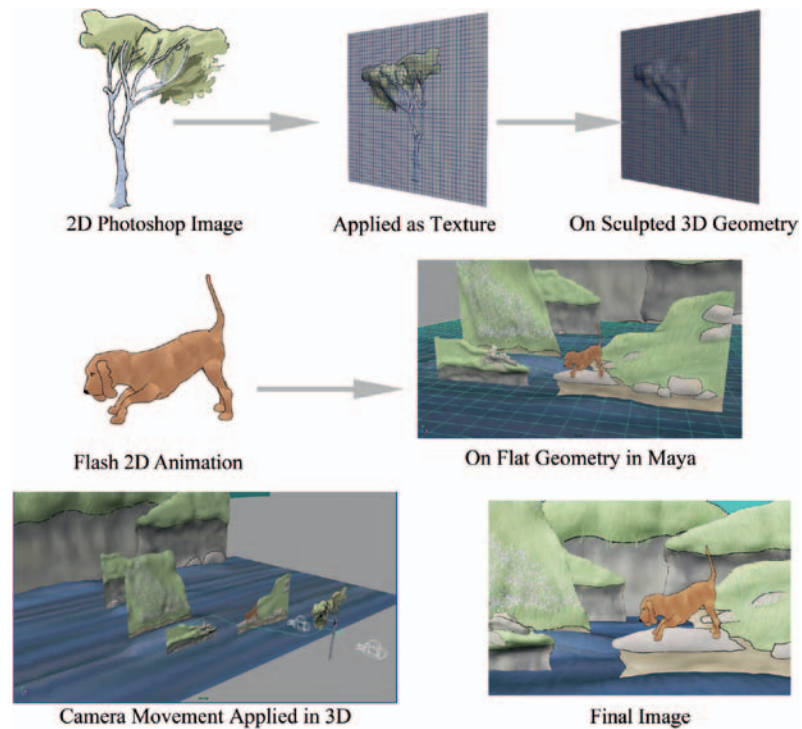 2D Photoshop Image
Applied as Texture
On Sculpted 3D Geometry
Flash 2D Animation
On Flat Geometry in Maya
Camera Movement Applied in 3D
Final Image